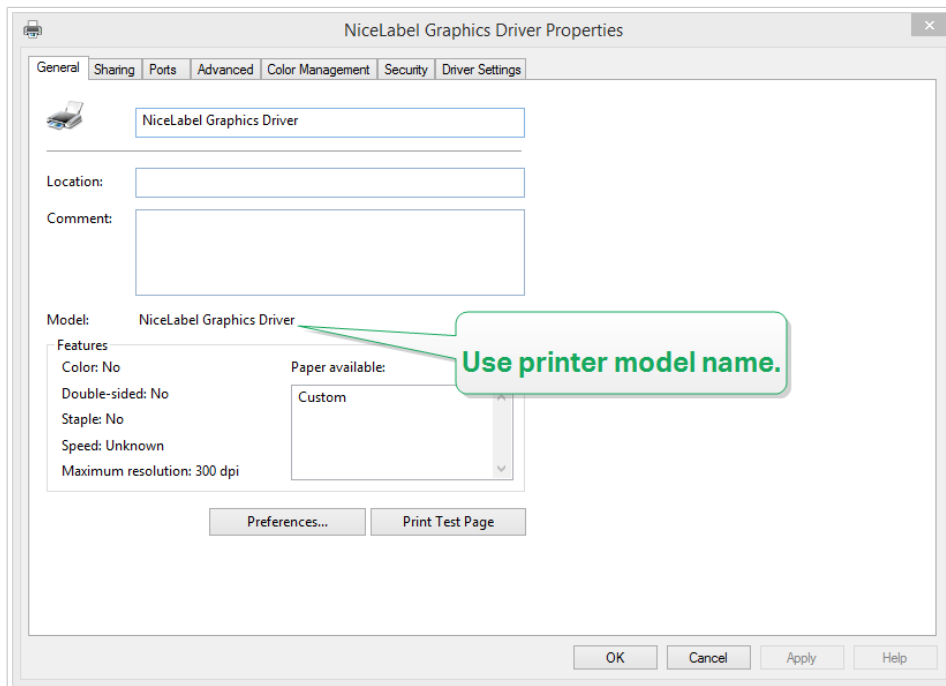 NiceLabel Graphics Driver Properties
General Sharing Ports Advanced Color Management Security Driver Settings
NiceLabel Graphics Driver
Location:
Comment:
Model: NiceLabel Graphics Driver
Use printer model name.
Features
Color: No
Double-sided: No
Staple: No
Speed: Unknown
Maximum resolution: 300 dpi
Paper available:
Custom
Preferences...
Print Test Page
OK
Cancel
Apply
Help